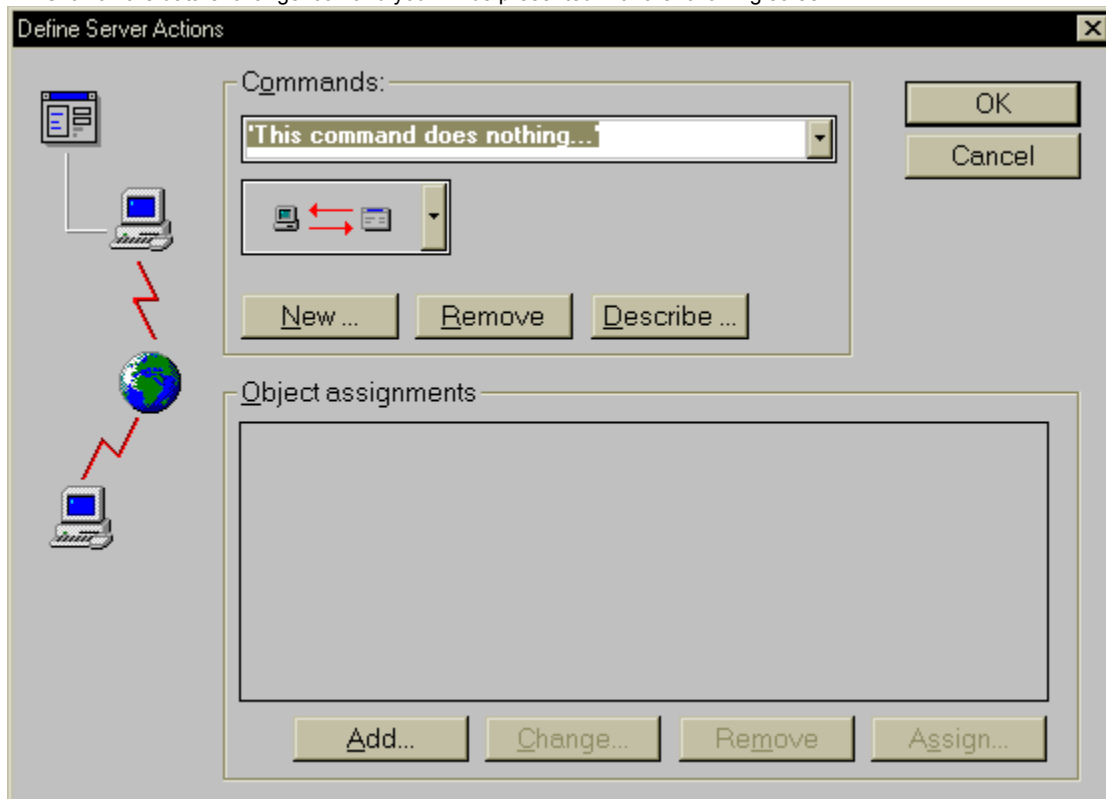 Define Server Actions
Commands:
'This command does nothing...'
OK
Cancel
New ...
Remove
Describe ...
Object assignments
Add...
Change...
Remove
Assign...